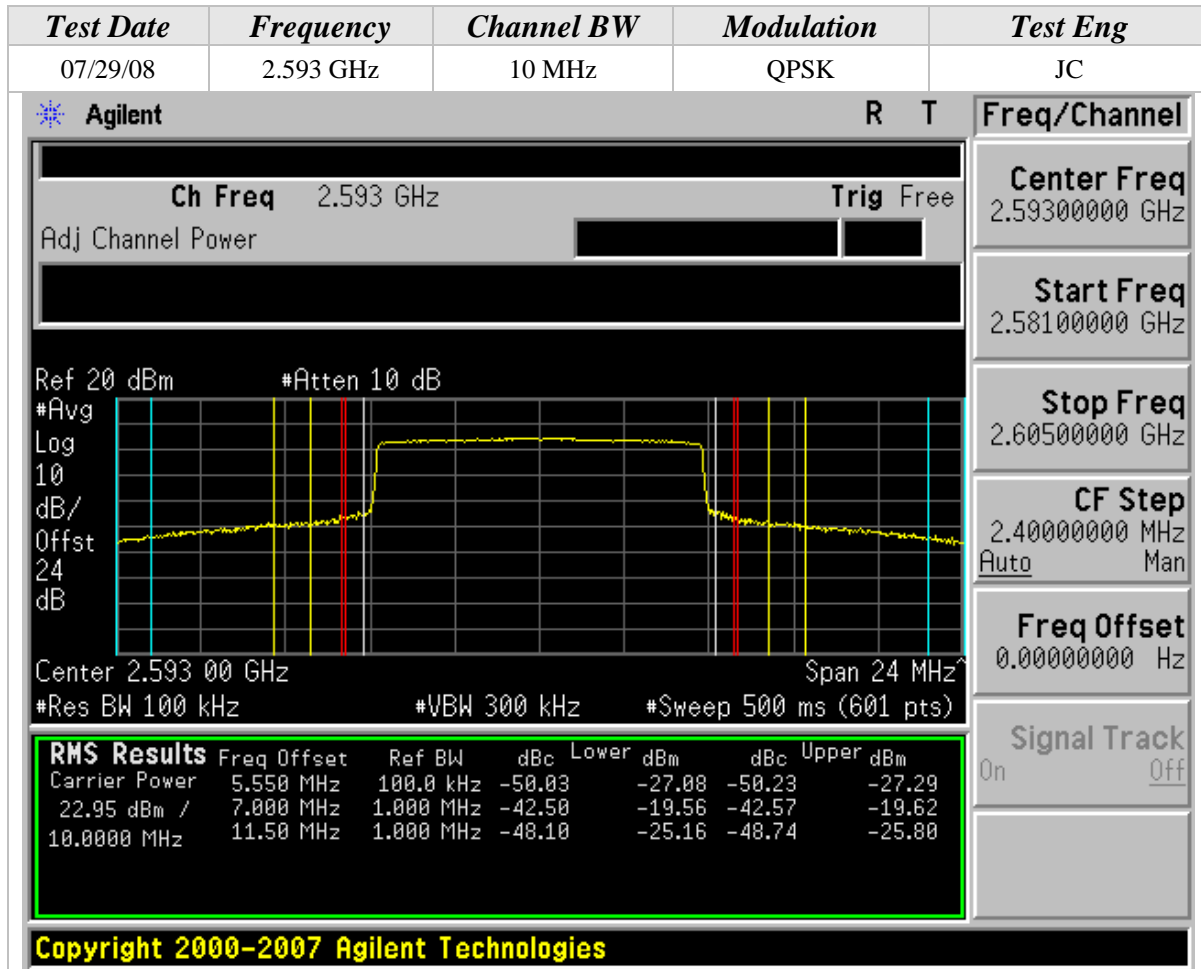 Test Date Frequency Channel BW Modulation Test Eng
07/29/08 2.593 GHz 10 MHz QPSK JC
Agilent R T Freq/Channel
Ch Freq 2.593 GHz Trig Free
Adj Channel Power
Center Freq
2.59300000 GHz
Start Freq
2.58100000 GHz
Stop Freq
2.60500000 GHz
CF Step
2.40000000 MHz
Auto Man
Freq Offset
0.00000000 Hz
Signal Track
On Off
Ref 20 dBm #Atten 10 dB
#Avg
Log
10
dB/
Offst
24
dB
Center 2.593 00 GHz Span 24 MHz^
#Res BW 100 kHz #VBW 300 kHz #Sweep 500 ms (601 pts)
RMS Results Freq Offset Ref BW dBc Lower dBm dBc Upper dBm
Carrier Power 5.550 MHz 100.0 kHz -50.03 -27.08 -50.23 -27.29
22.95 dBm / 7.000 MHz 1.000 MHz -42.50 -19.56 -42.57 -19.62
10.0000 MHz 11.50 MHz 1.000 MHz -48.10 -25.16 -48.74 -25.80
Copyright 2000-2007 Agilent Technologies